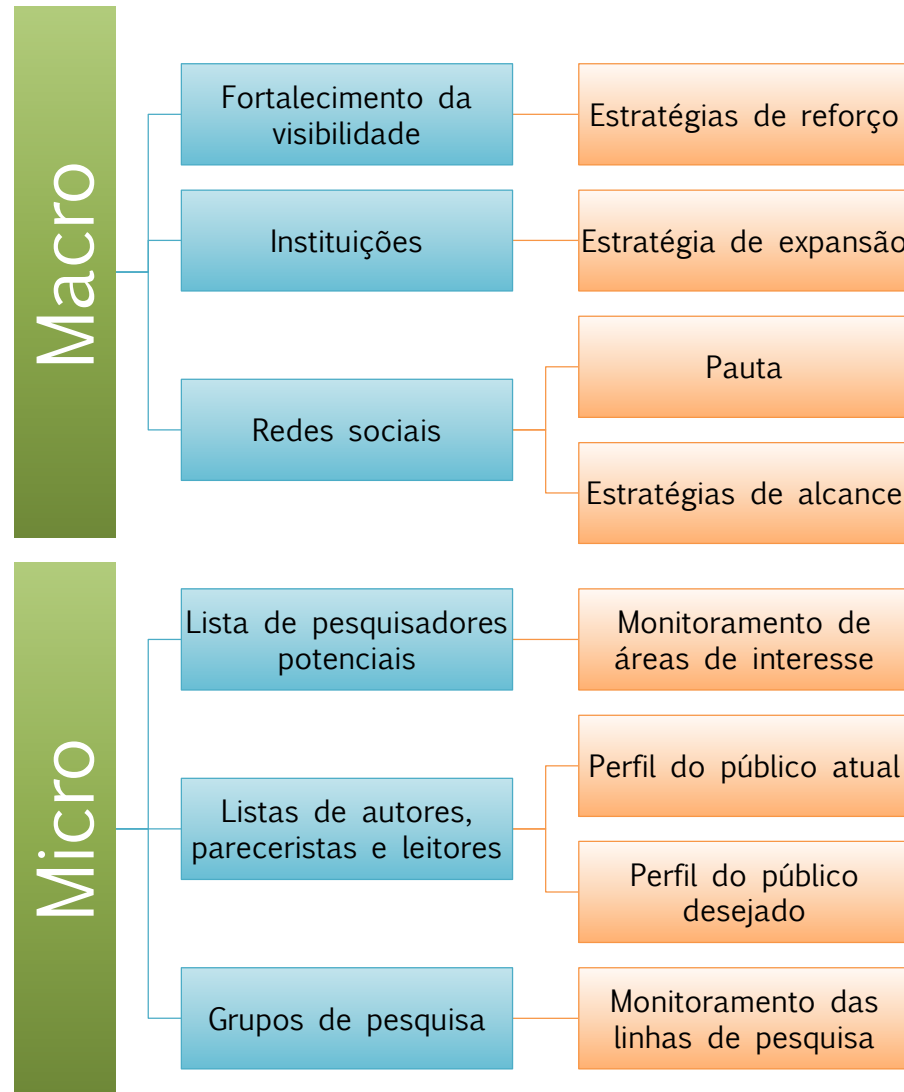 Macro
Fortalecimento da
visibilidade
Estratégias de reforço
Instituições
Estratégia de expansão
Redes sociais
Pauta
Estratégias de alcance
Micro
Lista de pesquisadores
potenciais
Monitoramento de
áreas de interesse
Listas de autores,
pareceristas e leitores
Perfil do público atual
Perfil do público
desejado
Grupos de pesquisa
Monitoramento das
linhas de pesquisa